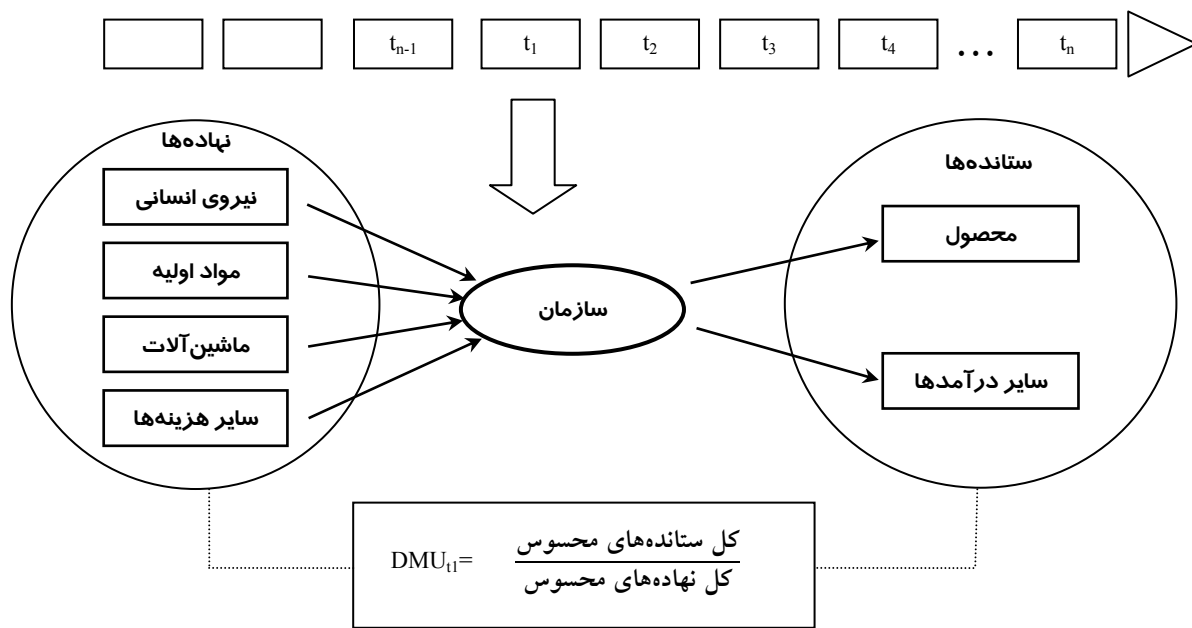 t₍n-1₎ t₁ t₂ t₃ t₄ ... tₙ
نهاده‌ها
نیروی انسانی
مواد اولیه
ماشین‌آلات
سایر هزینه‌ها
سازمان
ستانده‌ها
محصول
سایر درآمدها
DMUₜ₁= کل ستانده‌های محسوس
کل نهاده‌های محسوس